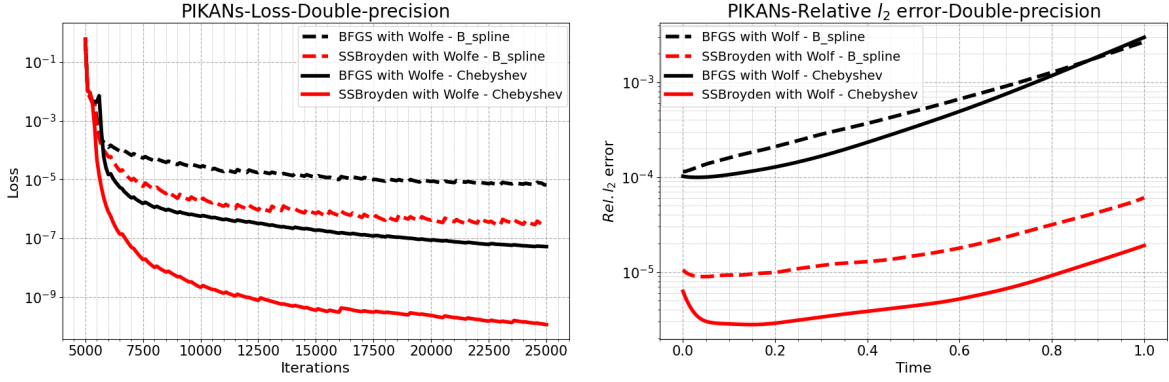 PIKANs-Loss-Double-precision
BFGS with Wolfe - B_spline
SSBroyden with Wolfe - B_spline
BFGS with Wolfe - Chebyshev
SSBroyden with Wolfe - Chebyshev
Loss
10⁻¹
10⁻³
10⁻⁵
10⁻⁷
10⁻⁹
5000 7500 10000 12500 15000 17500 20000 22500 25000
Iterations
PIKANs-Relative l₂ error-Double-precision
BFGS with Wolfe - B_spline
SSBroyden with Wolf - B_spline
BFGS with Wolf - Chebyshev
SSBroyden with Wolf - Chebyshev
Rel. l₂ error
10⁻³
10⁻⁴
10⁻⁵
0.0 0.2 0.4 0.6 0.8 1.0
Time